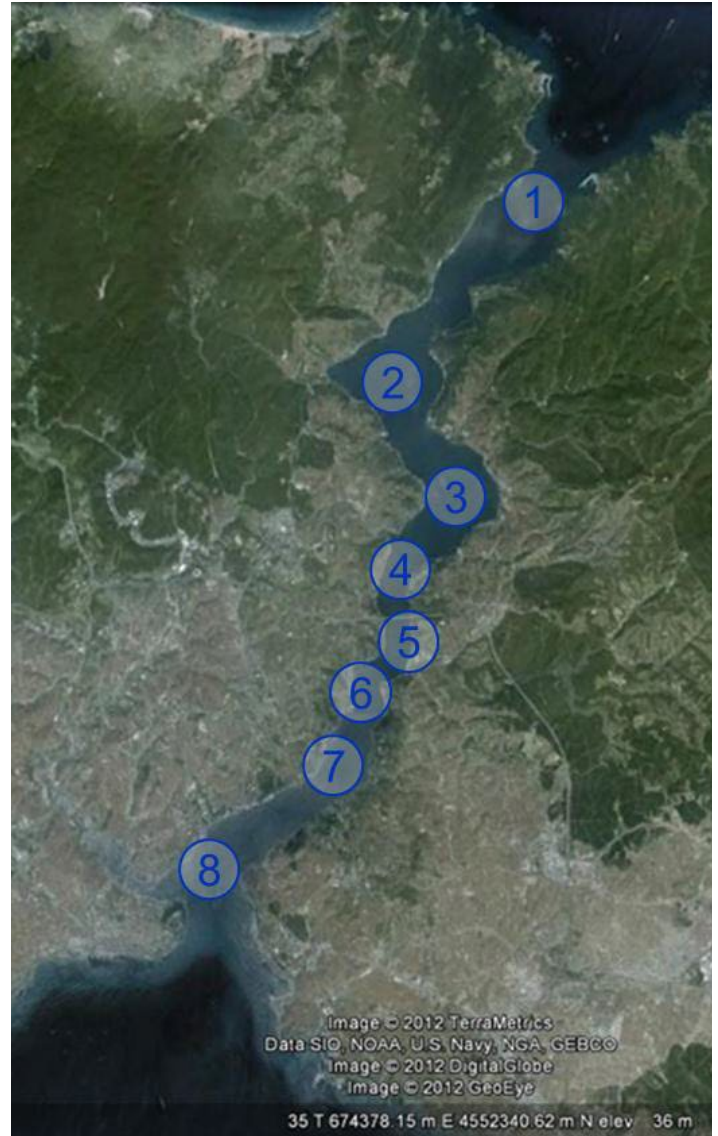 1
2
3
4
5
6
7
8
Image © 2012 TerraMetrics
Data SIO, NOAA, U.S. Navy, NGA, GEBCO
Image © 2012 DigitalGlobe
Image © 2012 GeoEye
35 T 674378.15 m E 4552340.62 m N elev 36 m